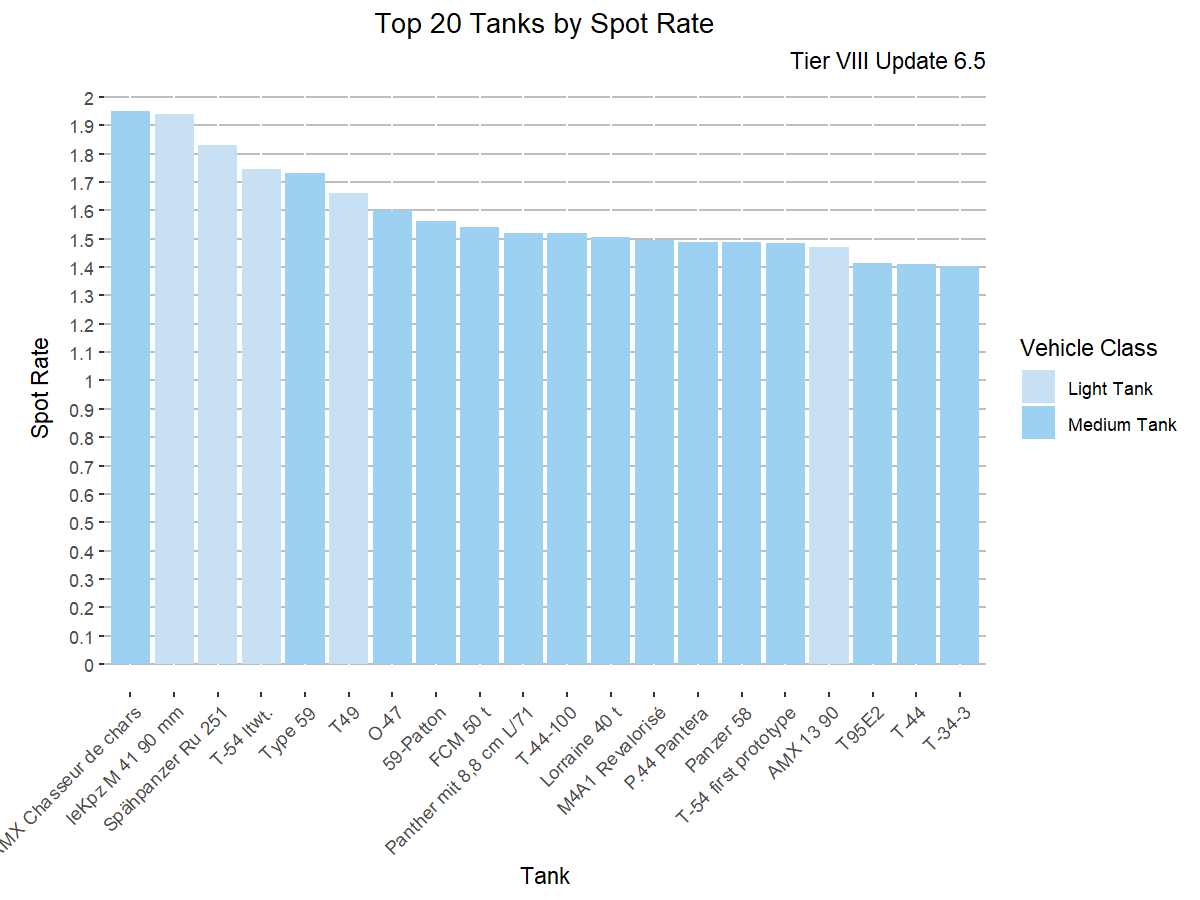 Top 20 Tanks by Spot Rate
Tier VIII Update 6.5
2
1.9
1.8
1.7
1.6
1.5
1.4
1.3
1.2
1.1
1
0.9
0.8
0.7
0.6
0.5
0.4
0.3
0.2
0.1
0
Spot Rate
AMX Chasseur de chars
leKpz M 41 90 mm
Spähpanzer Ru 251
T-54 ltwt.
Type 59
T49
O-47
59-Patton
FCM 50 t
Panther mit 8,8 cm L/71
T-44-100
Lorraine 40 t
M4A1 Revalorisé
P.44 Pantera
Panzer 58
T-54 first prototype
AMX 13 90
T95E2
T-44
T-34-3
Tank
Vehicle Class
Light Tank
Medium Tank